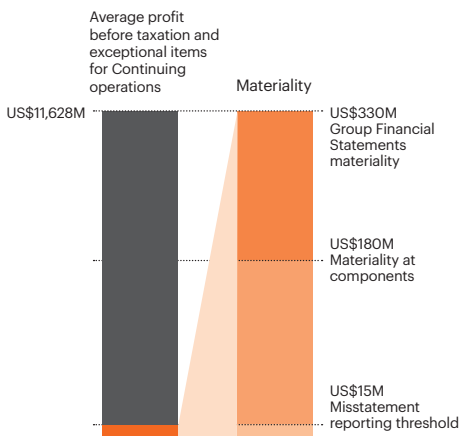 Average profit
before taxation and
exceptional items
for Continuing
operations
Materiality
US$11,628M
US$330M
Group Financial
Statements
materiality
US$180M
Materiality at
components
US$15M
Misstatement
reporting threshold